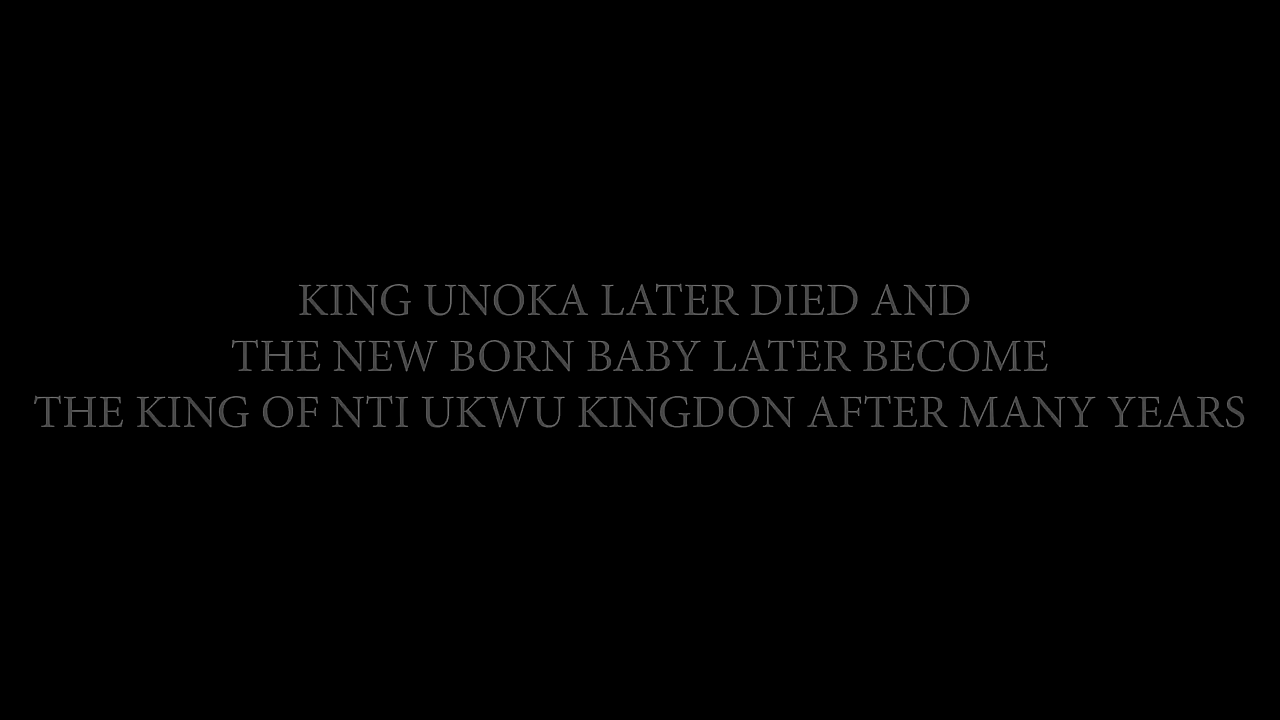 KING UNOKA LATER DIED AND
THE NEW BORN BABY LATER BECOME
THE KING OF NTI UKWU KINGDON AFTER MANY YEARS